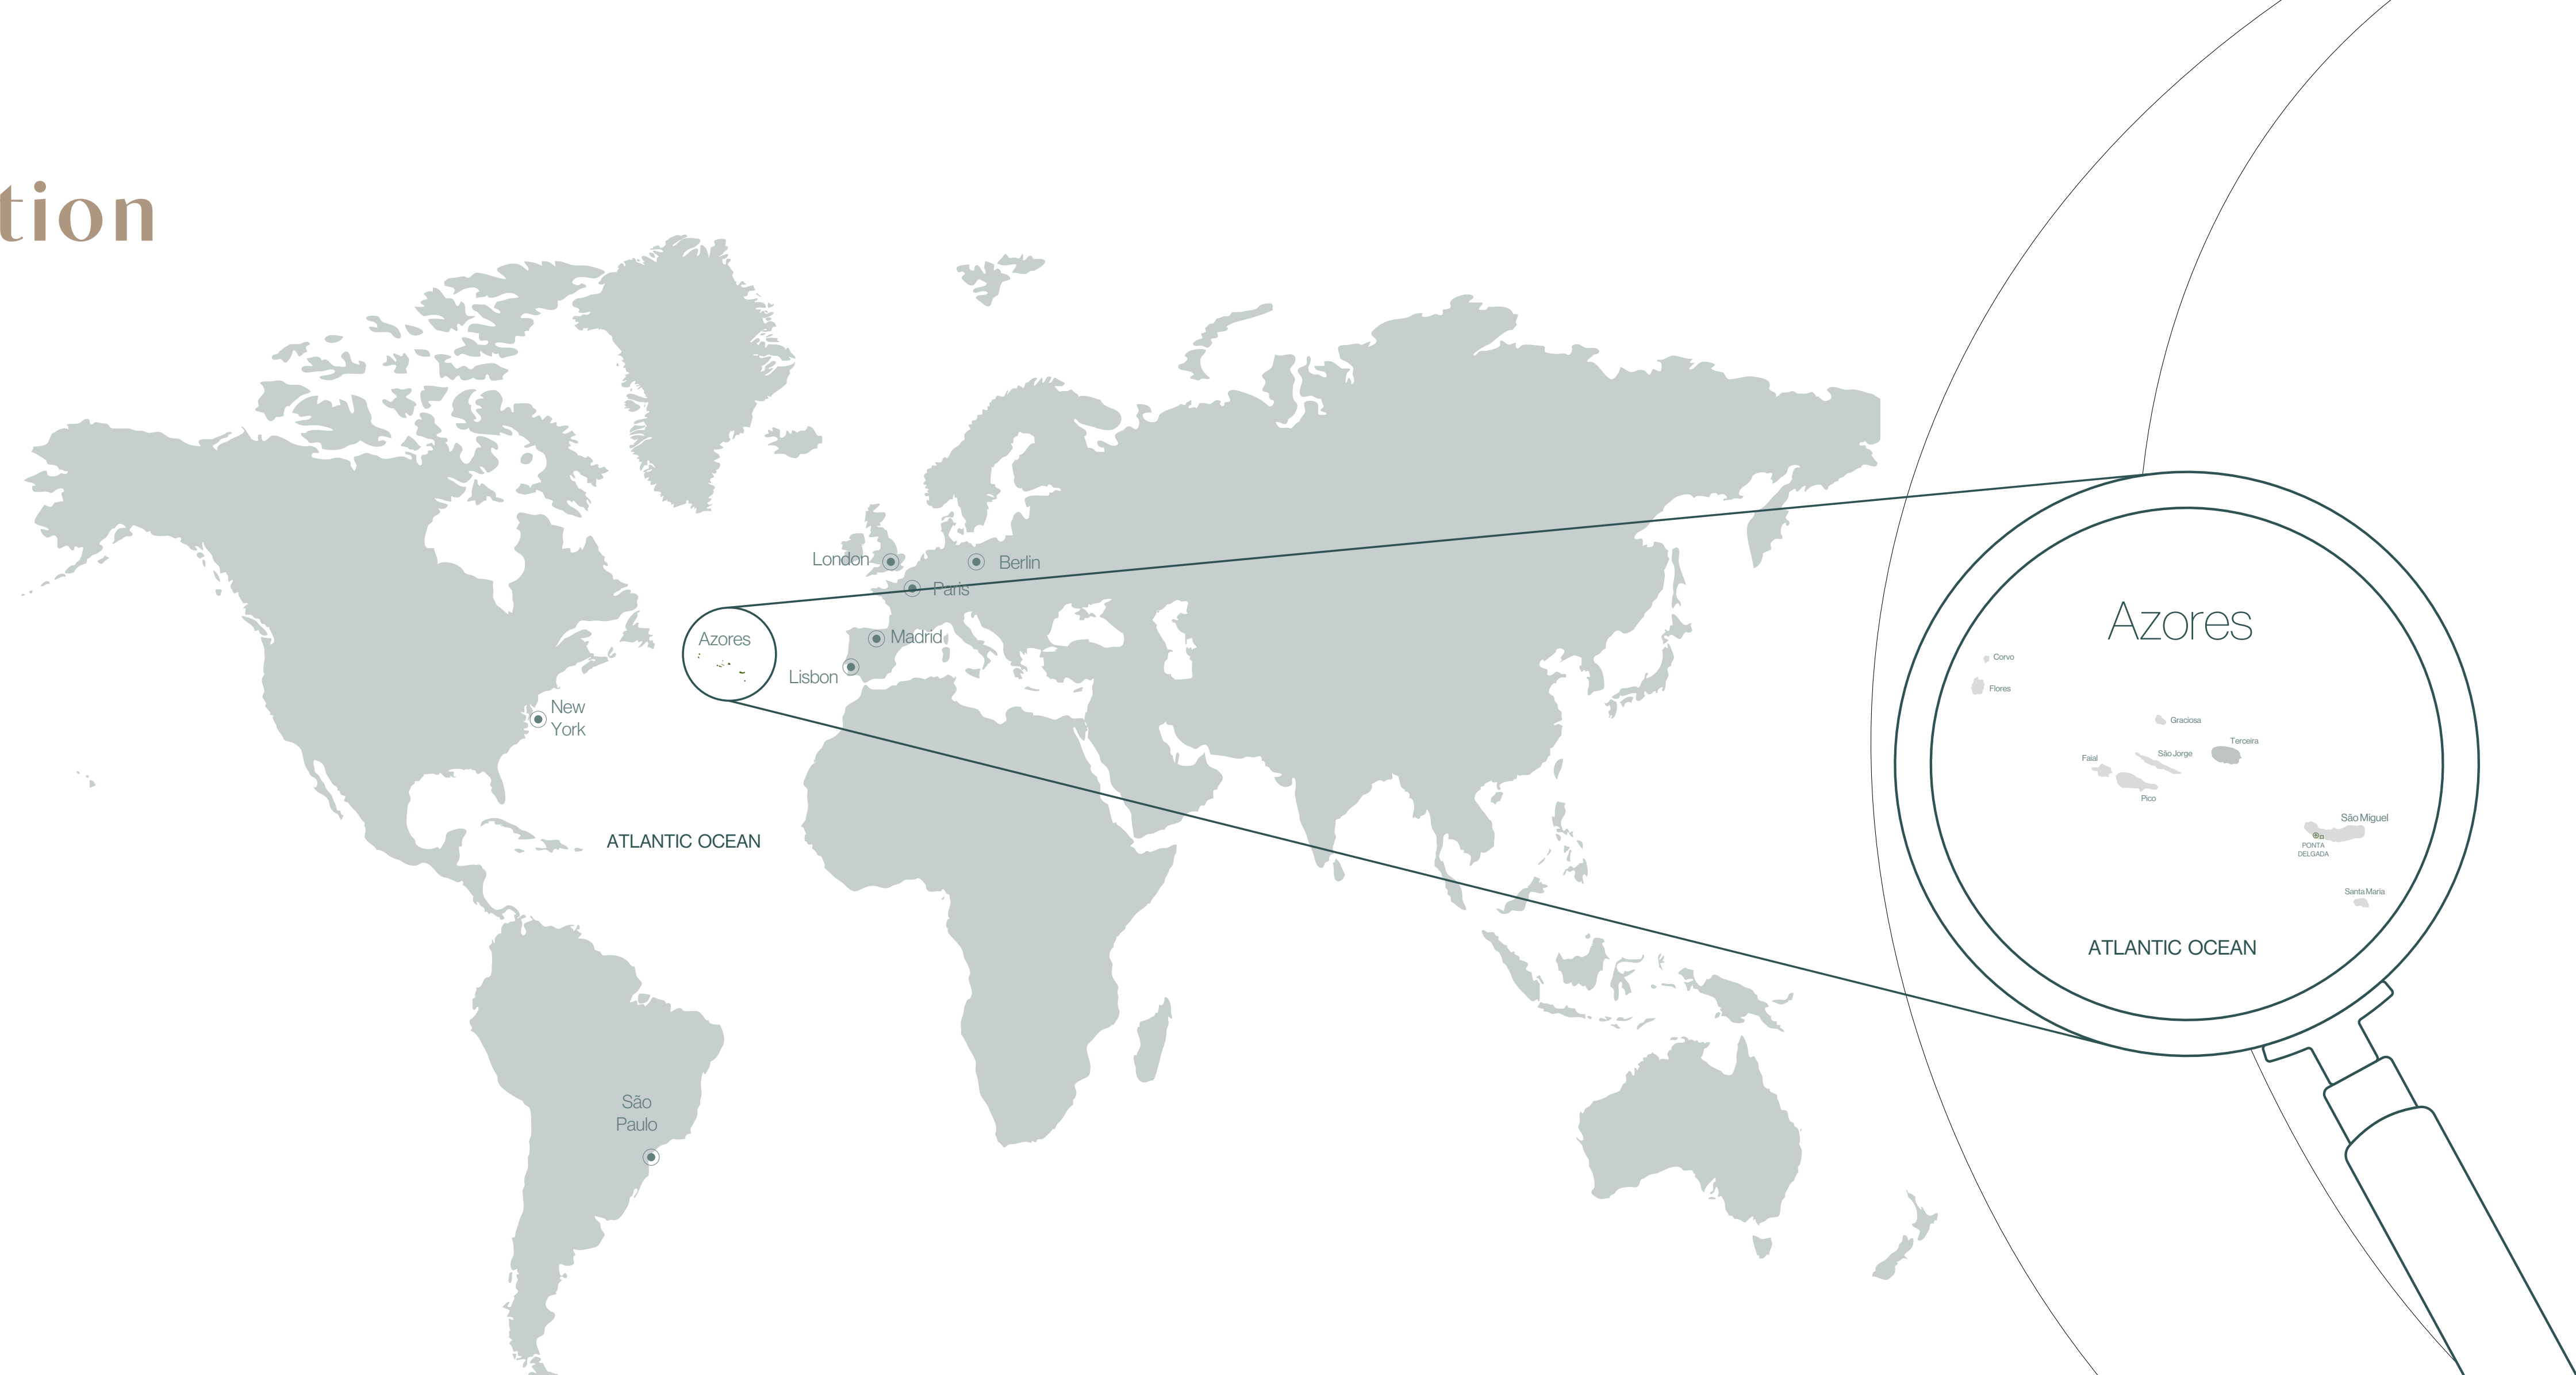 tion
London
Berlin
Paris
Azores
Madrid
Lisbon
New
York
ATLANTIC OCEAN
São
Paulo
Azores
Corvo
Flores
Graciosa
Terceira
São Jorge
Faial
Pico
São Miguel
PONTA
DELGADA
Santa Maria
ATLANTIC OCEAN